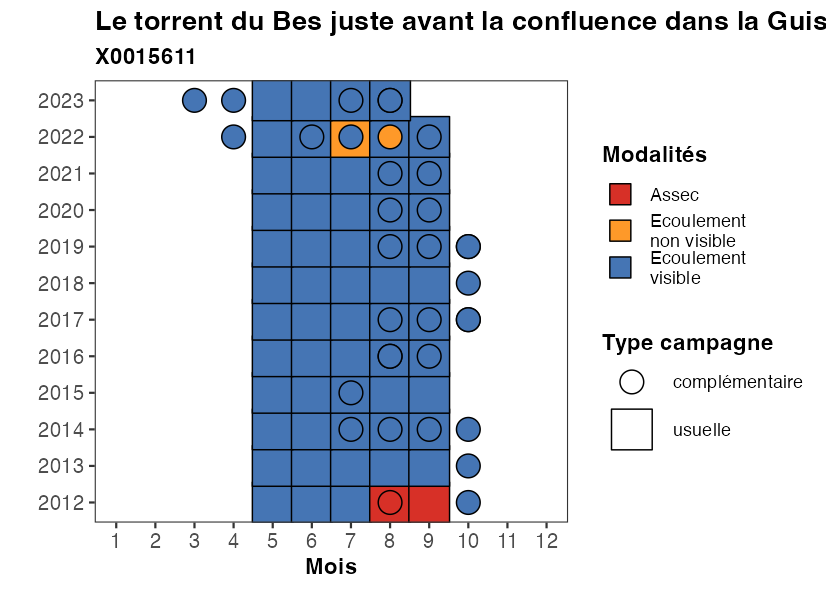 Le torrent du Bes juste avant la confluence dans la Guis
X0015611
2023
2022
2021
2020
2019
2018
2017
2016
2015
2014
2013
2012
1 2 3 4 5 6 7 8 9 10 11 12
Mois
Modalités
Assec
Ecoulement
non visible
Ecoulement
visible
Type campagne
complémentaire
usuelle